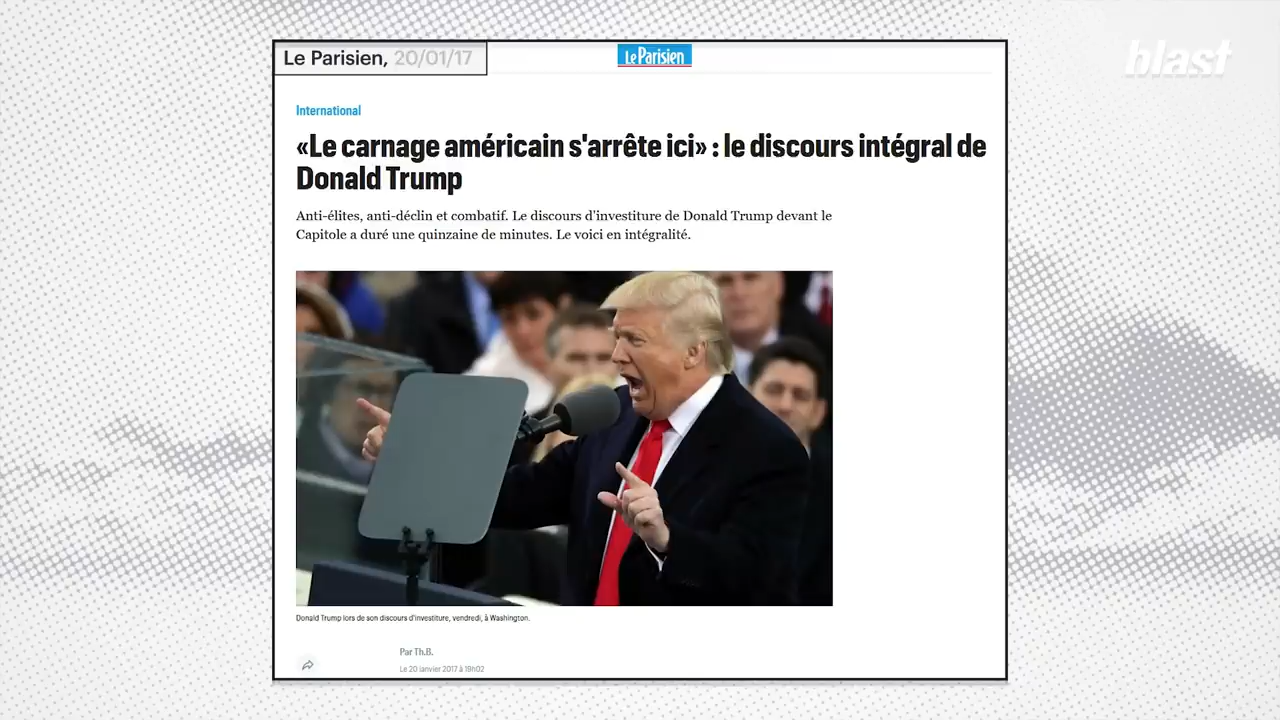 Le Parisien, 20/01/17
Le Parisien
blast
International
«Le carnage américain s'arrête ici» : le discours intégral de
Donald Trump
Anti-élites, anti-déclin et combatif. Le discours d'investiture de Donald Trump devant le
Capitole a duré une quinzaine de minutes. Le voici en intégralité.
Donald Trump lors de son discours d'investiture, vendredi, à Washington.
Par Th.B.
Le 20 janvier 2017 à 19h02